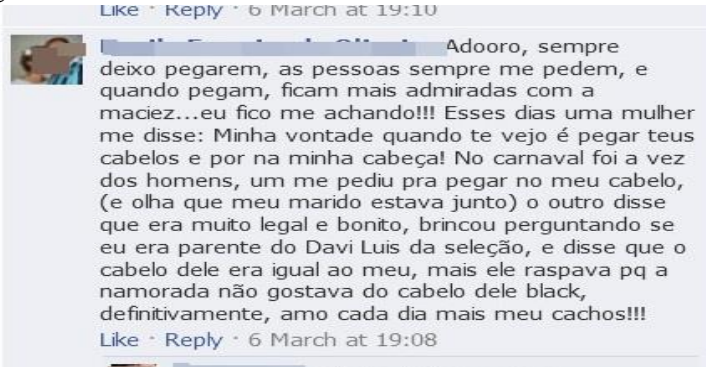 Like · Reply · 6 March at 19:10
Adooro, sempre
deixo pegarem, as pessoas sempre me pedem, e
quando pegam, ficam mais admiradas com a
maciez...eu fico me achando!!! Esses dias uma mulher
me disse: Minha vontade quando te vejo é pegar teus
cabelos e por na minha cabeça! No carnaval foi a vez
dos homens, um me pediu pra pegar no meu cabelo,
(e olha que meu marido estava junto) o outro disse
que era muito legal e bonito, brincou perguntando se
eu era parente do Davi Luis da seleção, e disse que o
cabelo dele era igual ao meu, mais ele raspava pq a
namorada não gostava do cabelo dele black,
definitivamente, amo cada dia mais meu cachos!!!
Like · Reply · 6 March at 19:08